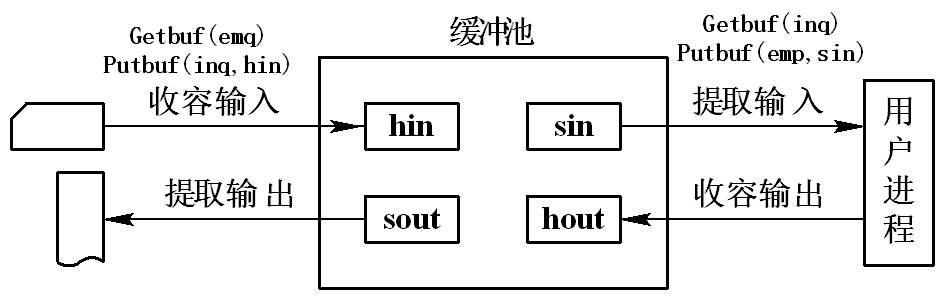 Getbuf(emq)
Putbuf(inq,hin)
缓冲池
Getbuf(inq)
Putbuf(emp,sin)
收容输入
hin
sin
提取输入
用户进程
提取输出
sout
hout
收容输出